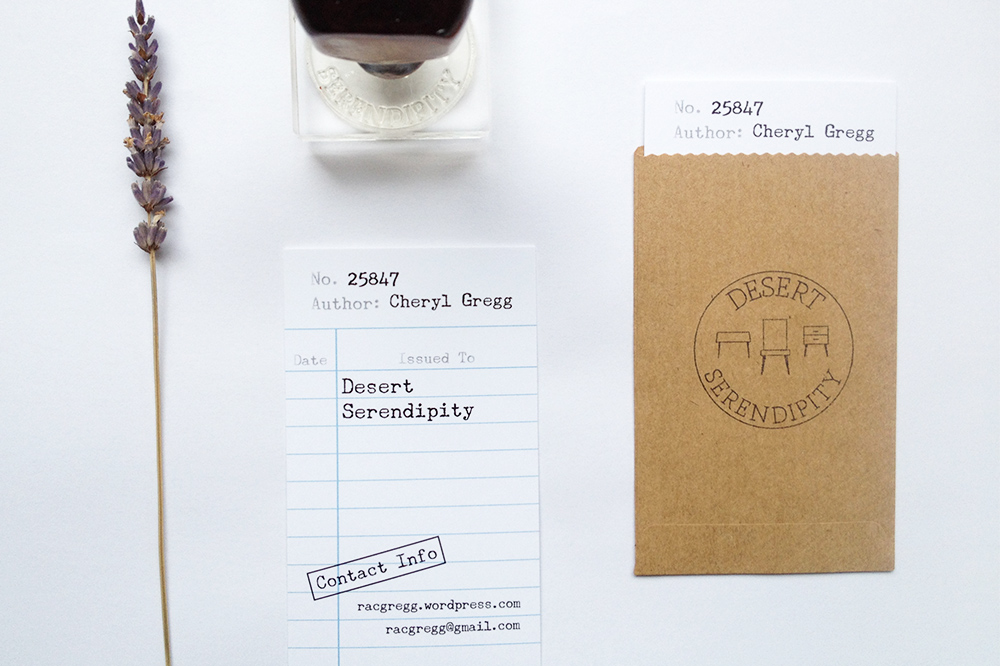 SERENDIPITY
No. 25847
Author: Cheryl Gregg
Date
Issued To
Desert
Serendipity
Contact Info
racgregg.wordpress.com
racgregg@gmail.com
No. 25847
Author: Cheryl Gregg
DESERT
SERENDIPITY